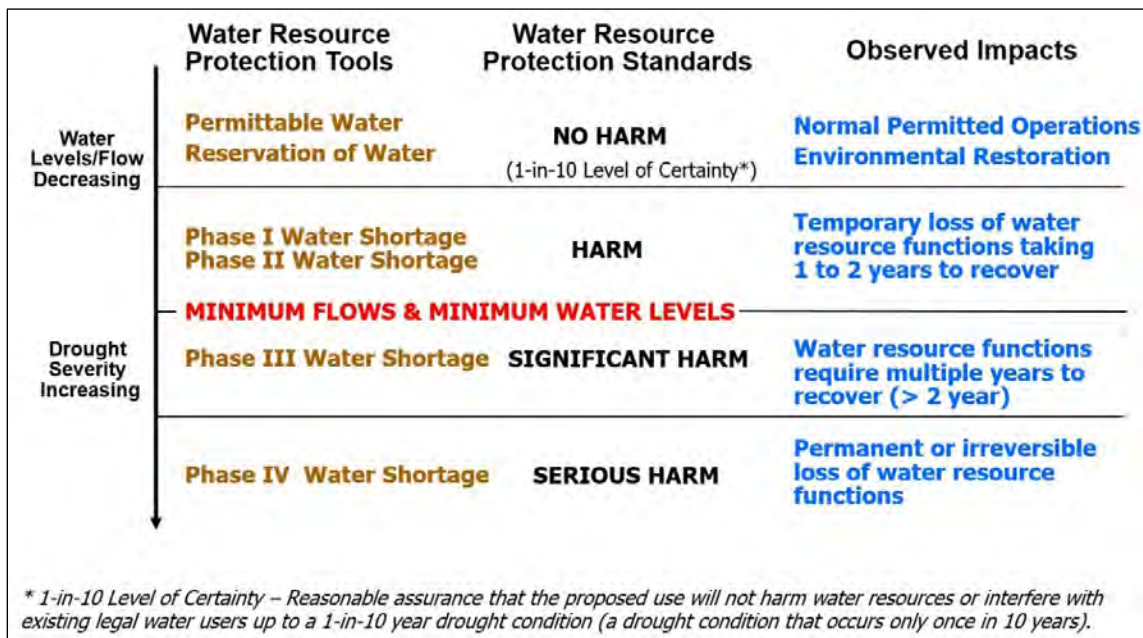 Water Resource
Protection Tools
Water Resource
Protection Standards
Observed Impacts
Water
Levels/Flow
Decreasing
Permittable Water
Reservation of Water
NO HARM
(1-in-10 Level of Certainty*)
Normal Permitted Operations
Environmental Restoration
Phase I Water Shortage
Phase II Water Shortage
HARM
Temporary loss of water
resource functions taking
1 to 2 years to recover
MINIMUM FLOWS & MINIMUM WATER LEVELS
Drought
Severity
Increasing
Phase III Water Shortage
SIGNIFICANT HARM
Water resource functions
require multiple years to
recover (> 2 year)
Phase IV Water Shortage
SERIOUS HARM
Permanent or irreversible
loss of water resource
functions
* 1-in-10 Level of Certainty – Reasonable assurance that the proposed use will not harm water resources or interfere with
existing legal water users up to a 1-in-10 year drought condition (a drought condition that occurs only once in 10 years).